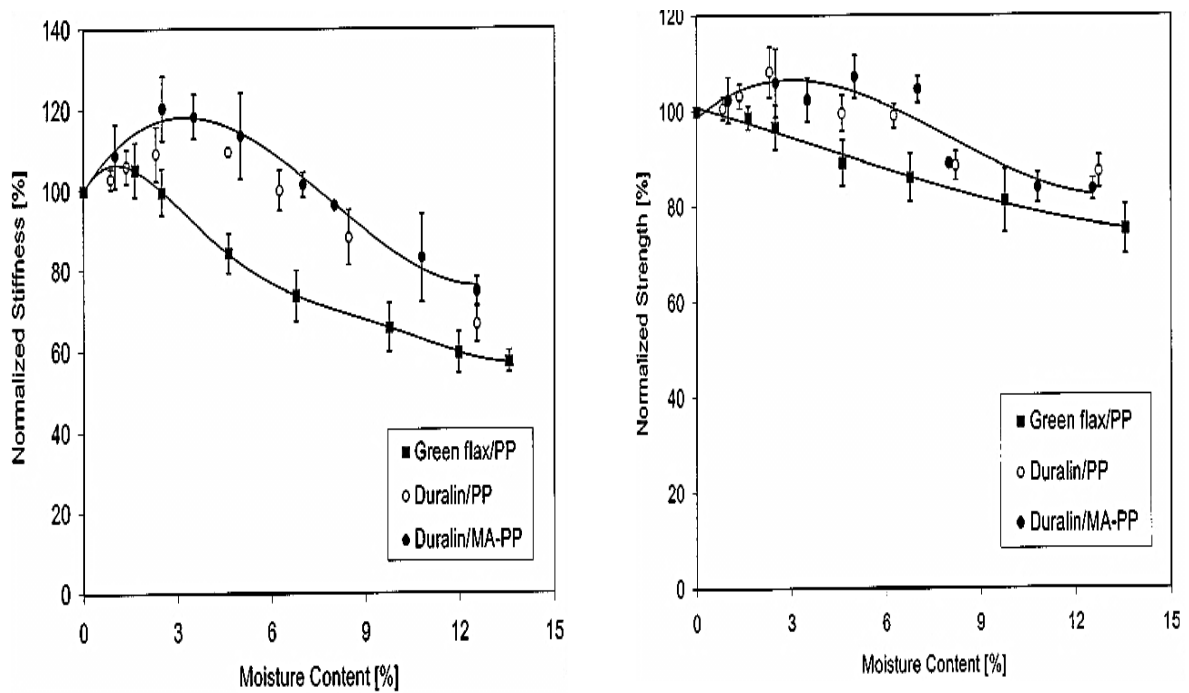 140
120
100
80
60
40
20
0
Normalized Stiffness [%]
Green flax/PP
Duralin/PP
Duralin/MA-PP
0 3 6 9 12 15
Moisture Content [%]
120
100
80
60
40
20
0
Normalized Strength [%]
Green flax/PP
Duralin/PP
Duralin/MA-PP
0 3 6 9 12 15
Moisture Content [%]